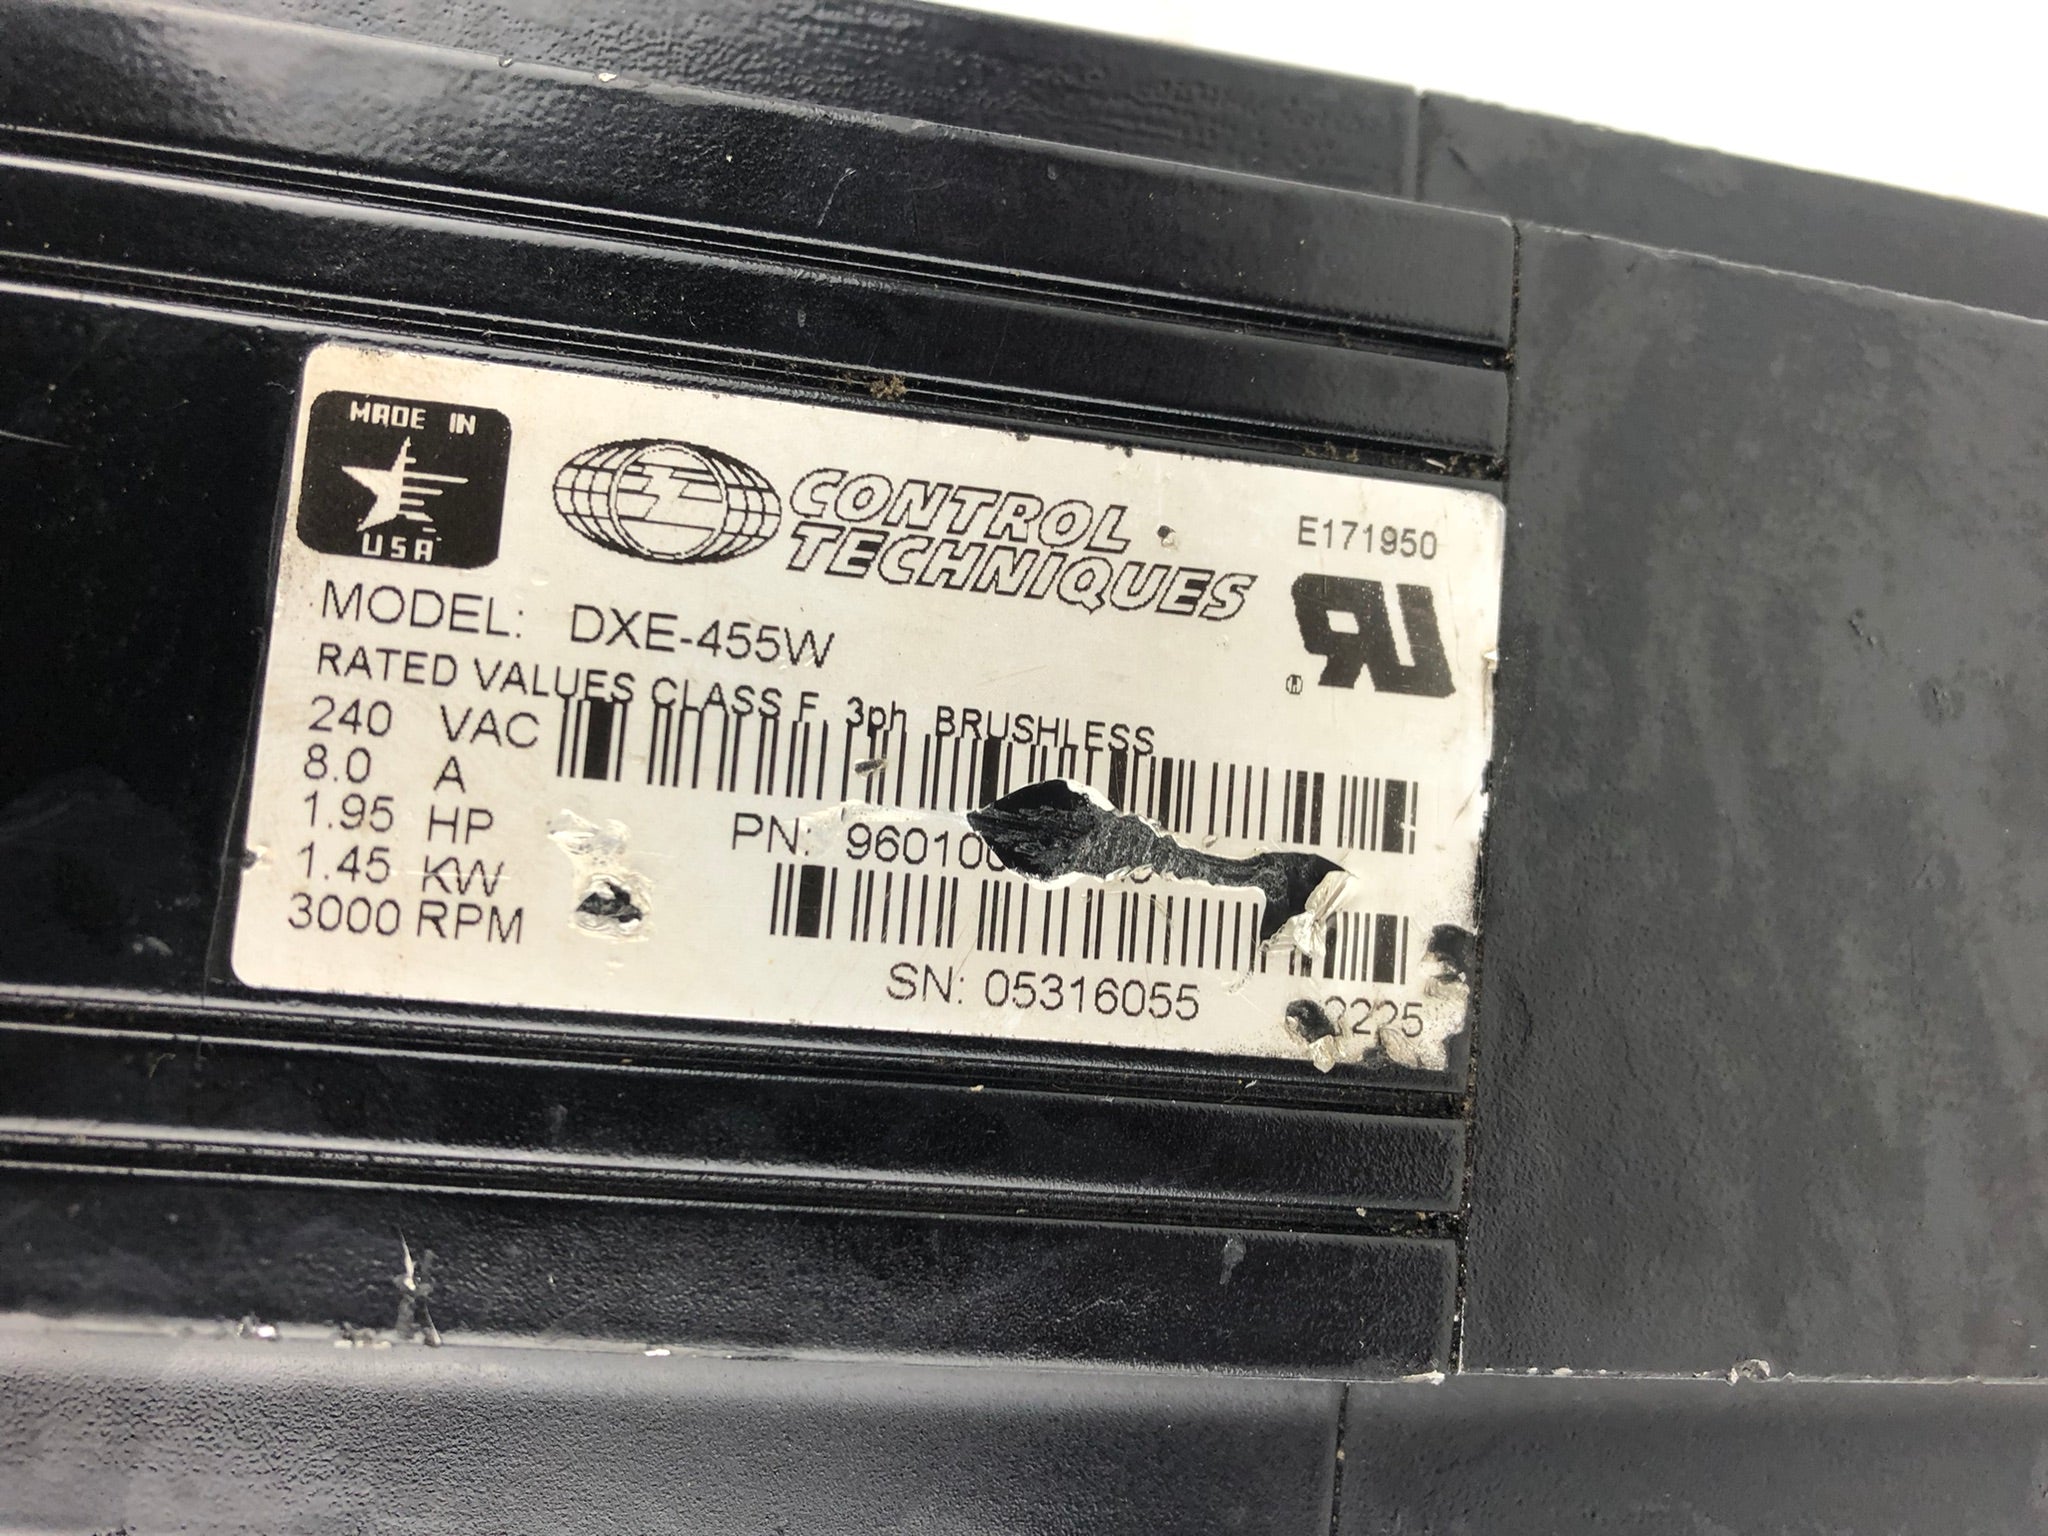 MADE IN
USA
CONTROL
TECHNIQUES
E171950
MODEL: DXE-455W
RATED VALUES CLASS F, 3ph BRUSHLESS
240 VAC
8.0 A
1.95 HP
1.45 KW
3000 RPM
PN:
SN: 05316055